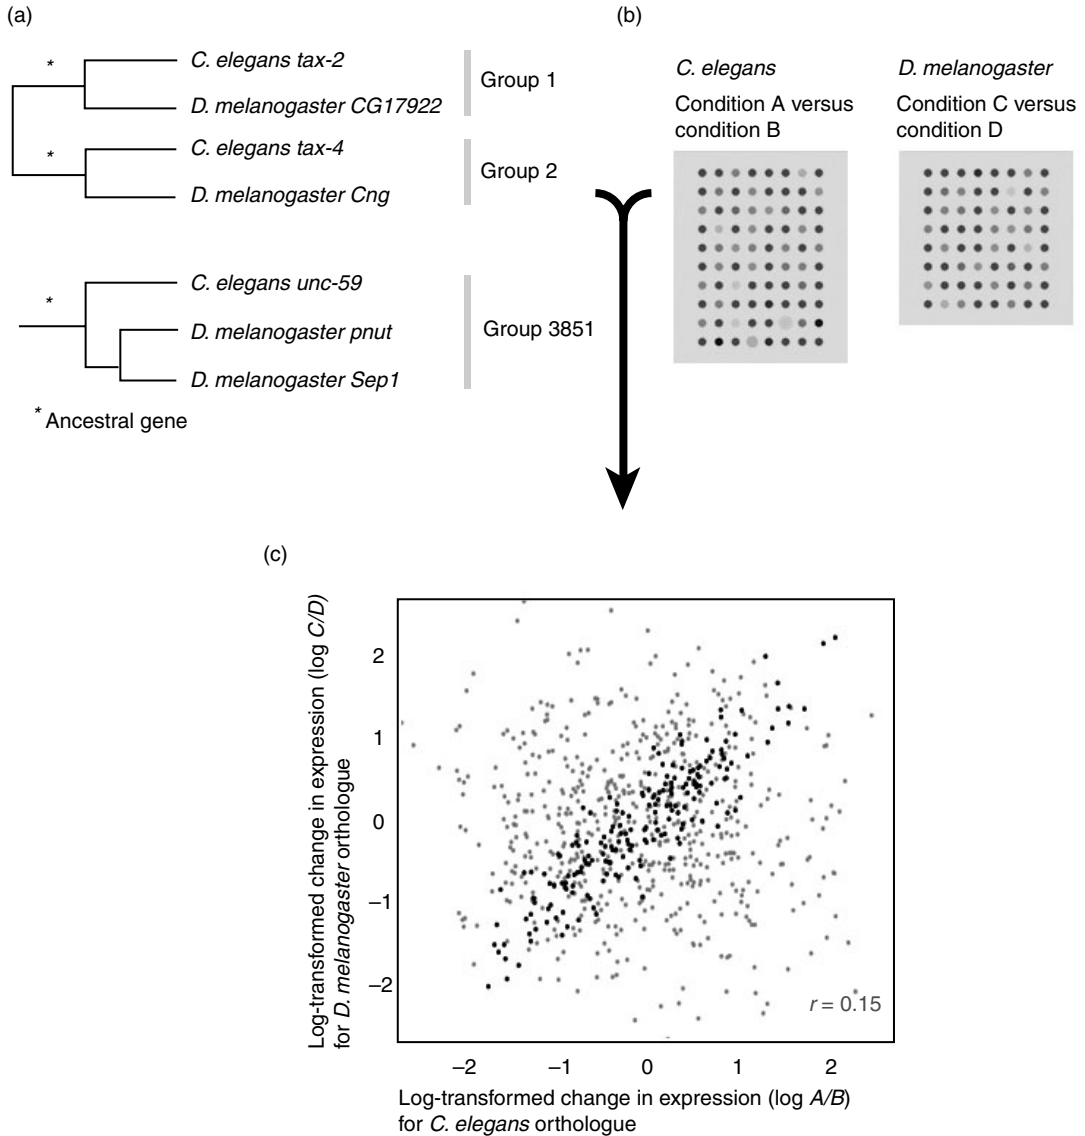 (a)
*
C. elegans tax-2
D. melanogaster CG17922
Group 1
*
C. elegans tax-4
D. melanogaster Cng
Group 2
*
C. elegans unc-59
D. melanogaster pnut
D. melanogaster Sep1
Group 3851
* Ancestral gene
(b)
C. elegans
Condition A versus
condition B
D. melanogaster
Condition C versus
condition D
(c)
Log-transformed change in expression (log C/D)
for D. melanogaster orthologue
2
1
0
–1
–2
r = 0.15
–2 –1 0 1 2
Log-transformed change in expression (log A/B)
for C. elegans orthologue